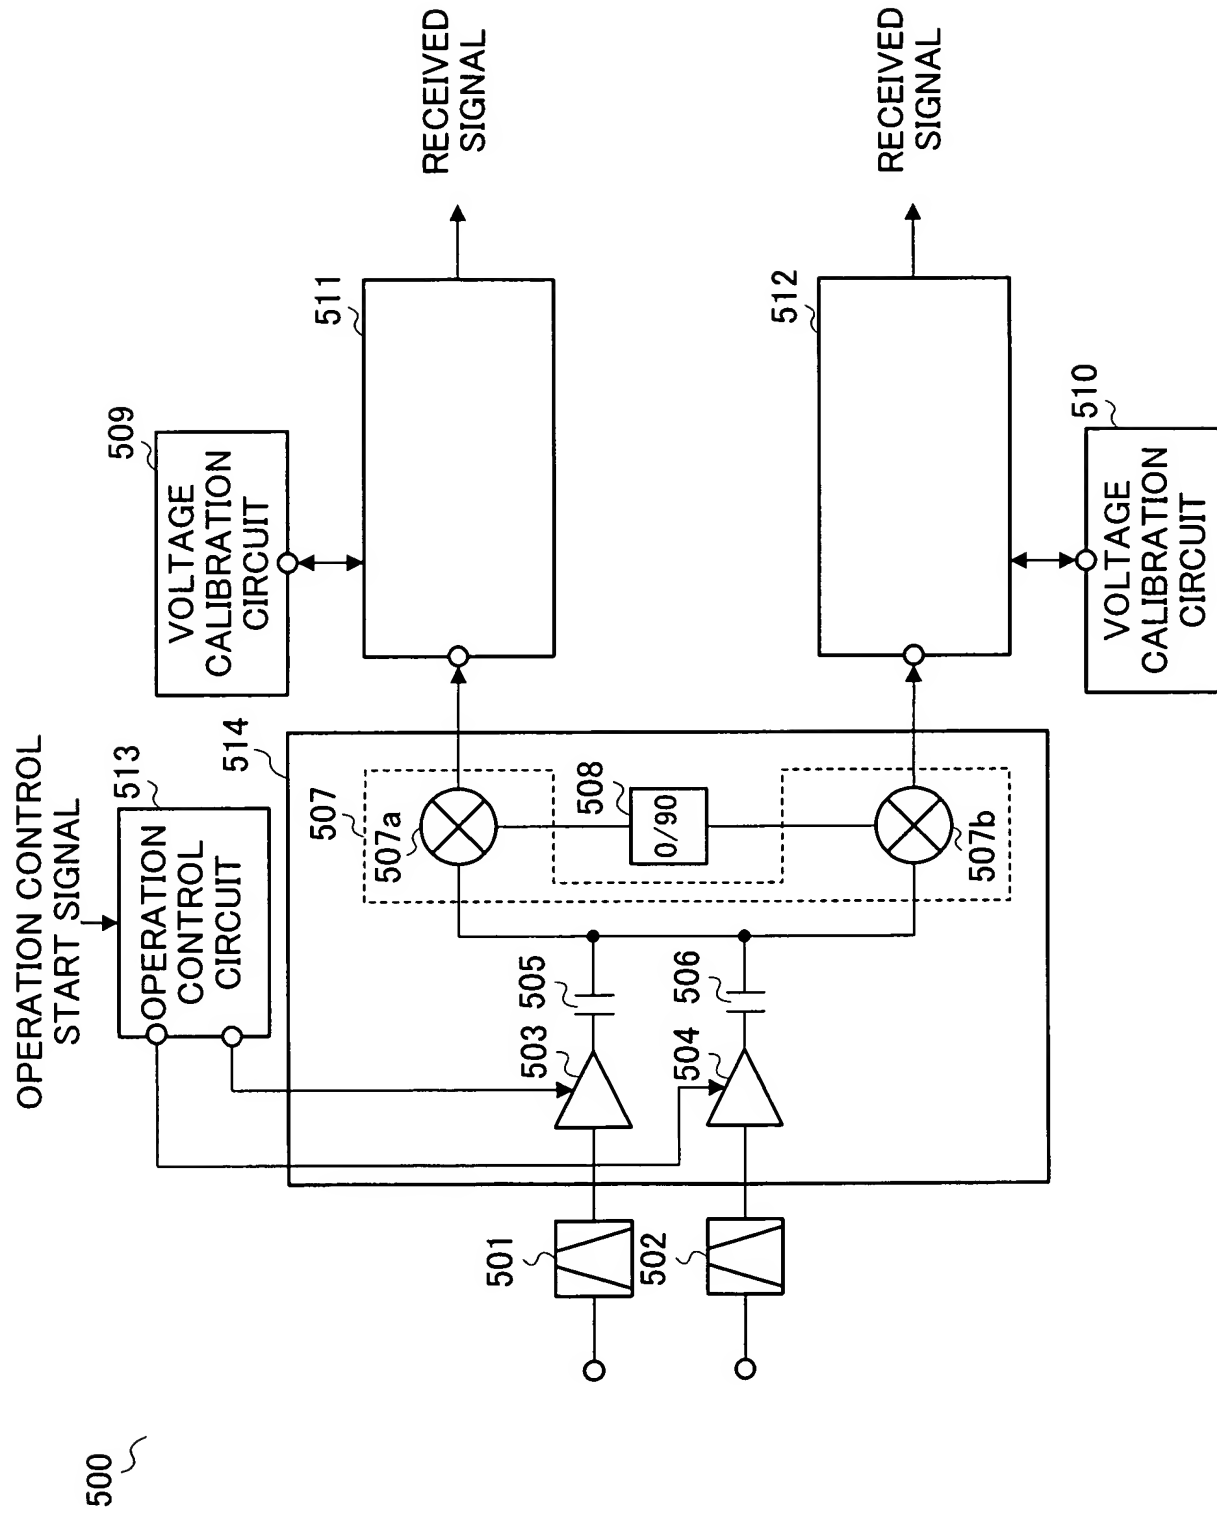 500
OPERATION CONTROL
START SIGNAL
513
OPERATION
CONTROL
CIRCUIT
514
509
VOLTAGE
CALIBRATION
CIRCUIT
511
RECEIVED
SIGNAL
507
507a
508
0/90
507b
501
503
505
502
504
506
512
RECEIVED
SIGNAL
510
VOLTAGE
CALIBRATION
CIRCUIT